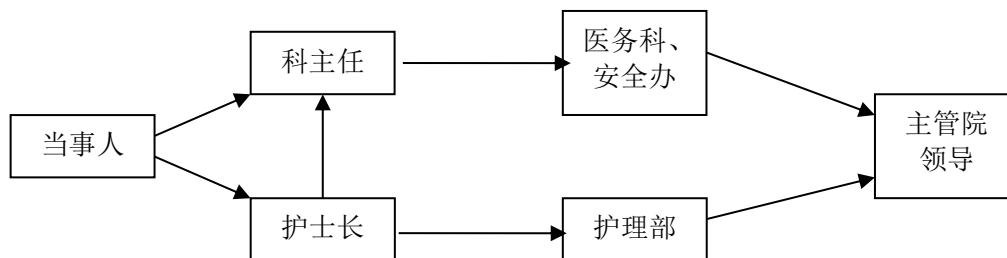 科主任
医务科、
安全办
当事人
主管院
领导
护士长
护理部